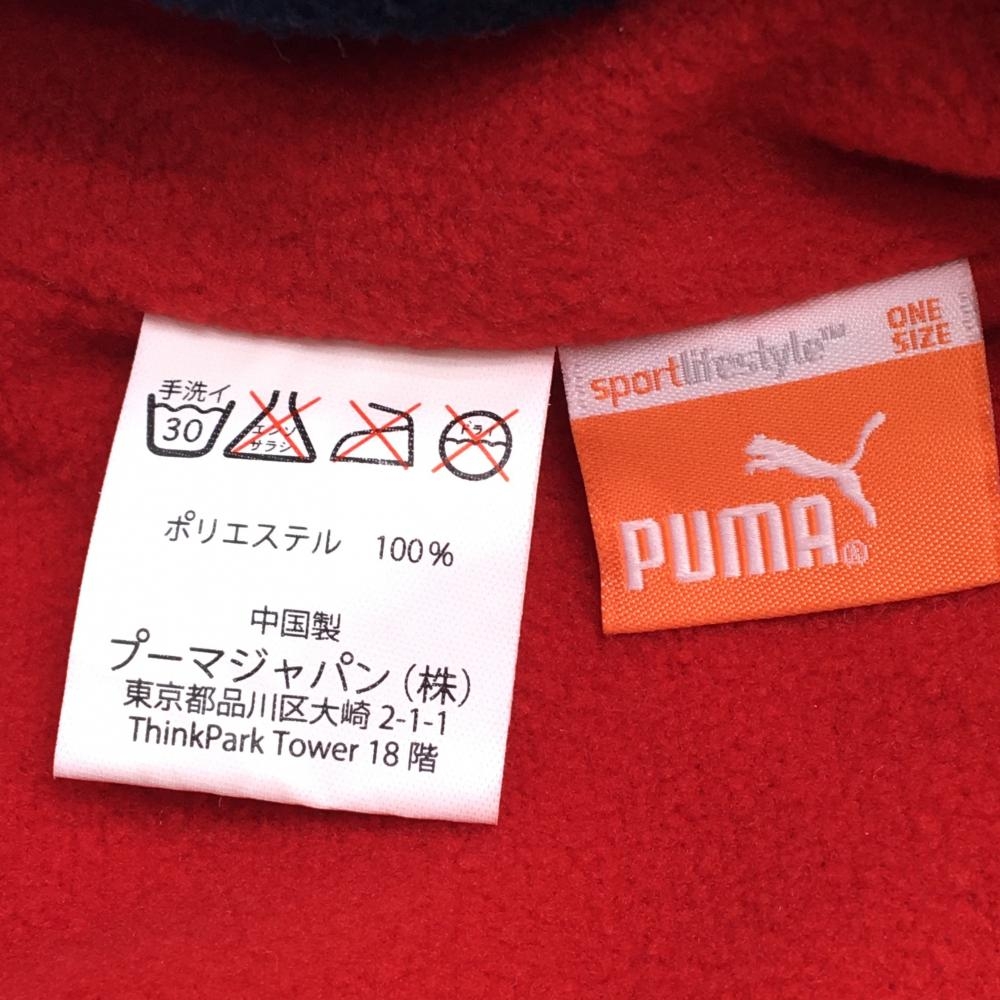 手洗イ
30
エンソ
サラシ
ドライ
ポリエステル 100%
中国製
プーマジャパン(株)
東京都品川区大崎 2-1-1
ThinkPark Tower 18 階
sportlifestyle™
ONE
SIZE
PUMA®